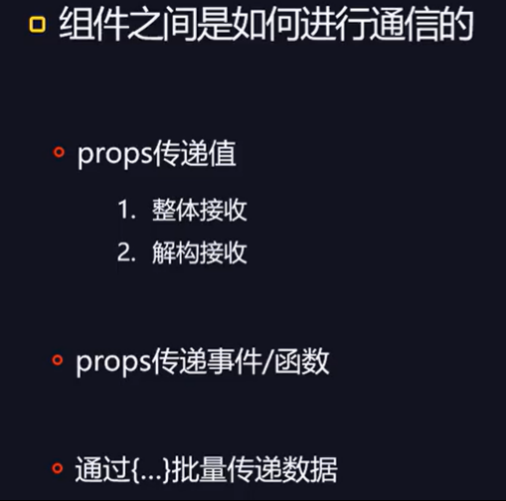 组件之间是如何进行通信的
props传递值
1. 整体接收
2. 解构接收
props传递事件/函数
通过{...}批量传递数据